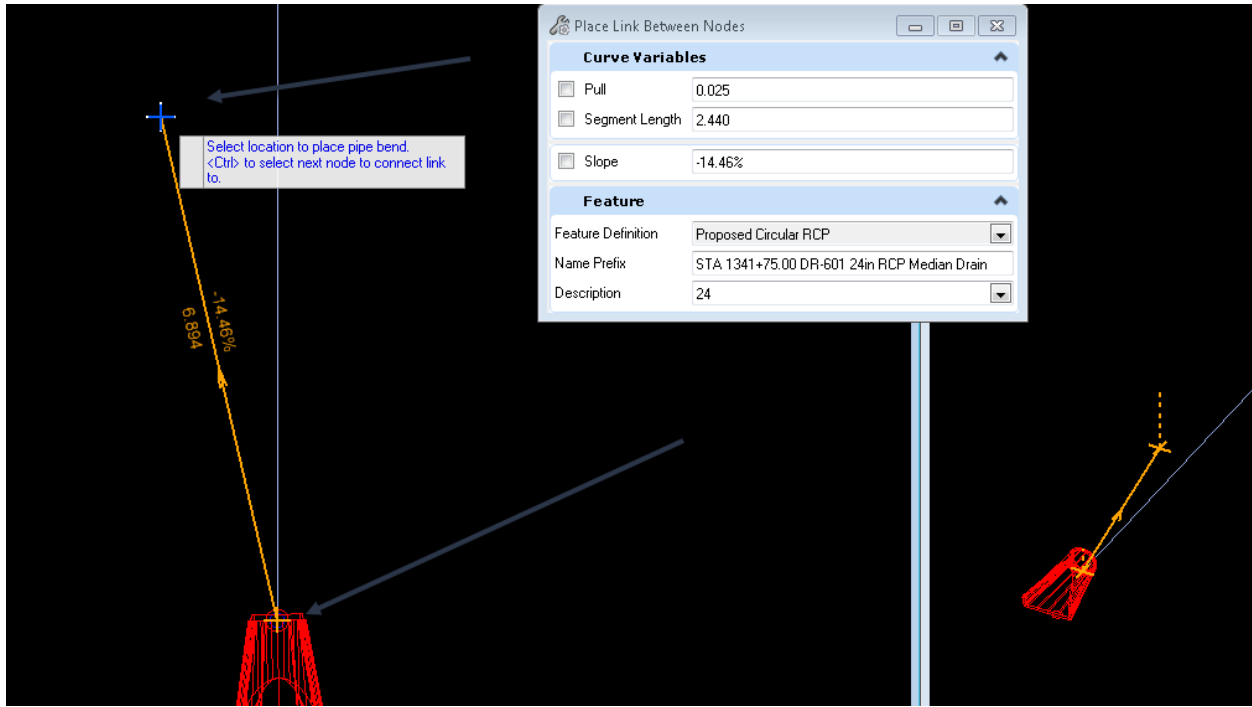 Place Link Between Nodes
Curve Variables
Pull 0.025
Segment Length 2.440
Slope -14.46%
Feature
Feature Definition Proposed Circular RCP
Name Prefix STA 1341+75.00 DR-601 24in RCP Median Drain
Description 24
Select location to place pipe bend.
<Ctrl> to select next node to connect link
to.
-14.46%
6.894